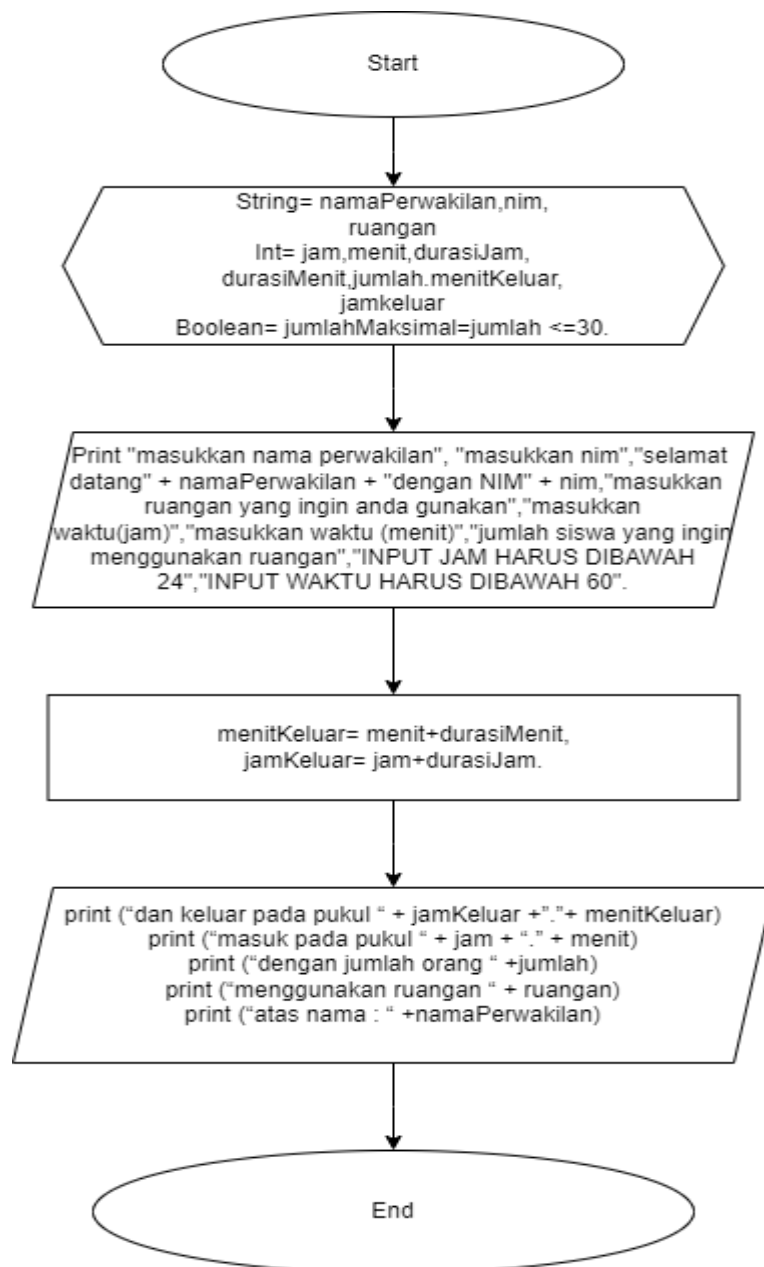 Start
String= namaPerwakilan,nim,
ruangan
Int= jam,menit,durasiJam,
durasiMenit,jumlah.menitKeluar,
jamkeluar
Boolean= jumlahMaksimal=jumlah <=30.
Print "masukkan nama perwakilan", "masukkan nim","selamat
datang" + namaPerwakilan + "dengan NIM" + nim,"masukkan
ruangan yang ingin anda gunakan","masukkan
waktu(jam)","masukkan waktu (menit)","jumlah siswa yang ingin
menggunakan ruangan","INPUT JAM HARUS DIBAWAH
24","INPUT WAKTU HARUS DIBAWAH 60".
menitKeluar= menit+durasiMenit,
jamKeluar= jam+durasiJam.
print (“dan keluar pada pukul “ + jamKeluar +”.”+ menitKeluar)
print (“masuk pada pukul “ + jam + “.” + menit)
print (“dengan jumlah orang “ +jumlah)
print (“menggunakan ruangan “ + ruangan)
print (“atas nama : “ +namaPerwakilan)
End